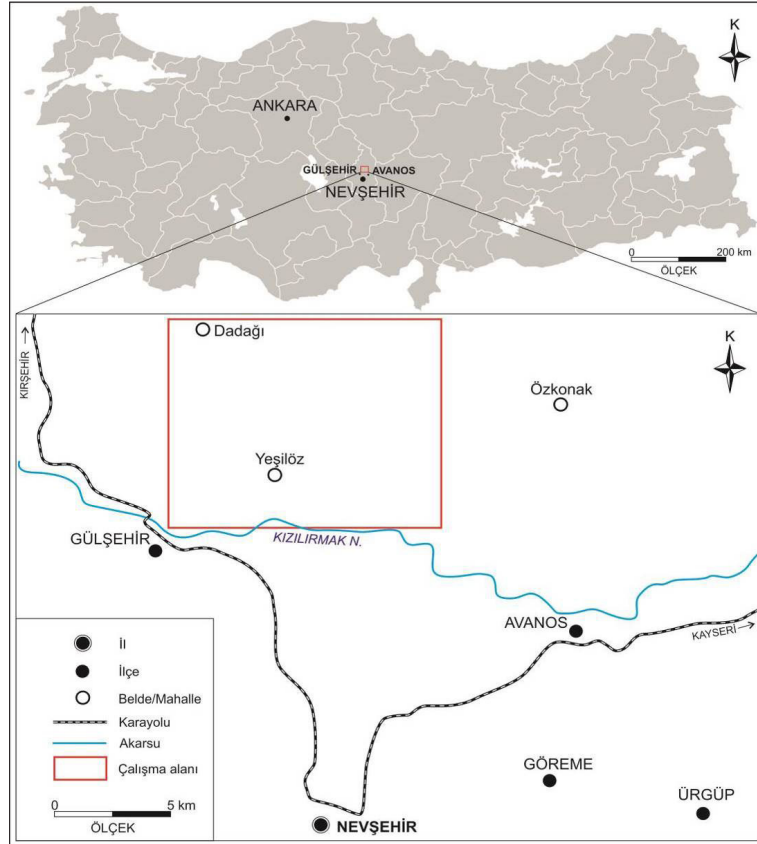 K
ANKARA
GÜLŞEHİR
AVANOS
NEVŞEHİR
0 200 km
ÖLÇEK
KIRŞEHİR
Dadağı
K
Özkonak
Yeşilöz
GÜLŞEHİR
KIZILIRMAK N.
AVANOS
KAYSERİ
İl
İlçe
Belde/Mahalle
Karayolu
Akarsu
Çalışma alanı
0 5 km
ÖLÇEK
GÖREME
ÜRGÜP
NEVŞEHİR